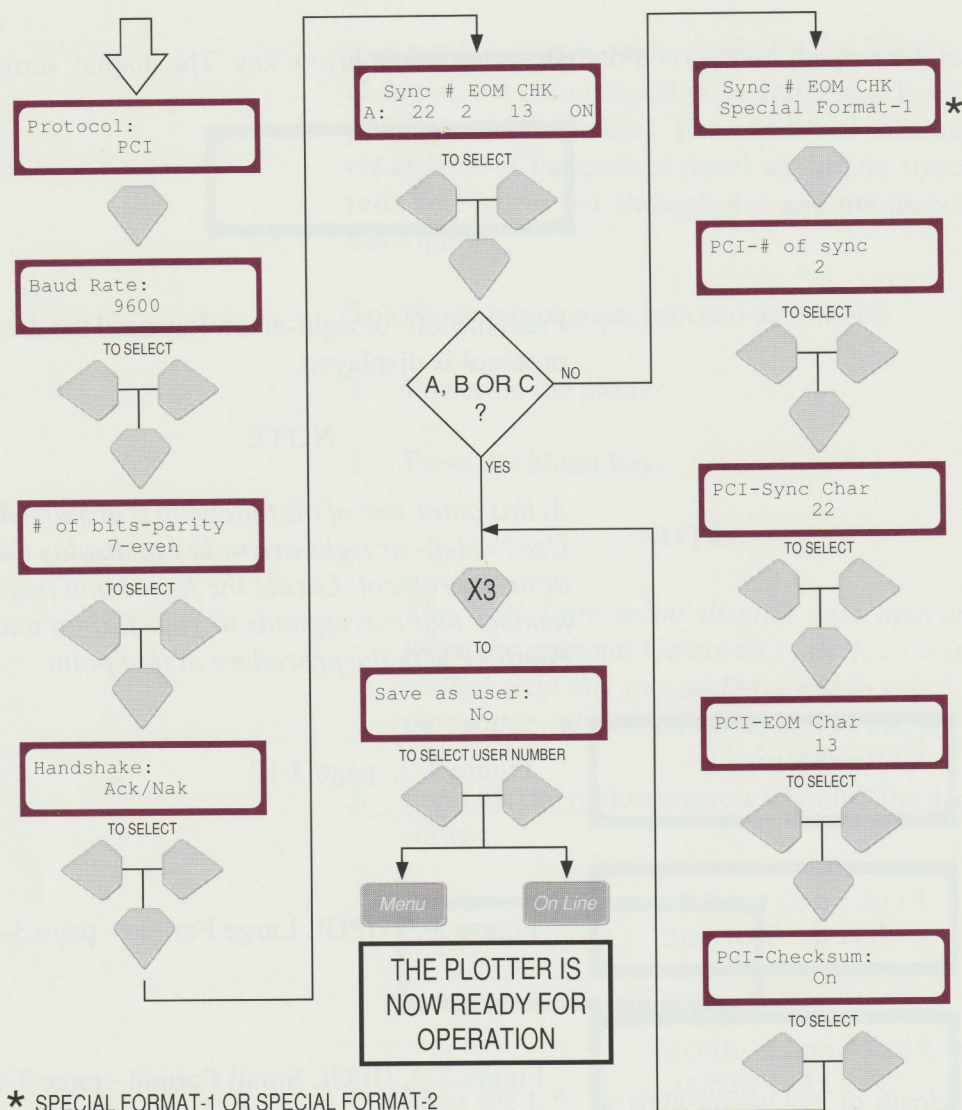 Protocol:
PCI
Baud Rate:
9600
TO SELECT
# of bits-parity
7-even
TO SELECT
Handshake:
Ack/Nak
TO SELECT
Sync # EOM CHK
A: 22 2 13 ON
TO SELECT
A, B OR C
?
NO
YES
X3
TO
Save as user:
No
TO SELECT USER NUMBER
Menu
On Line
THE PLOTTER IS
NOW READY FOR
OPERATION
Sync # EOM CHK
Special Format-1
*
PCI-# of sync
2
TO SELECT
PCI-Sync Char
22
TO SELECT
PCI-EOM Char
13
TO SELECT
PCI-Checksum:
On
TO SELECT
* SPECIAL FORMAT-1 OR SPECIAL FORMAT-2